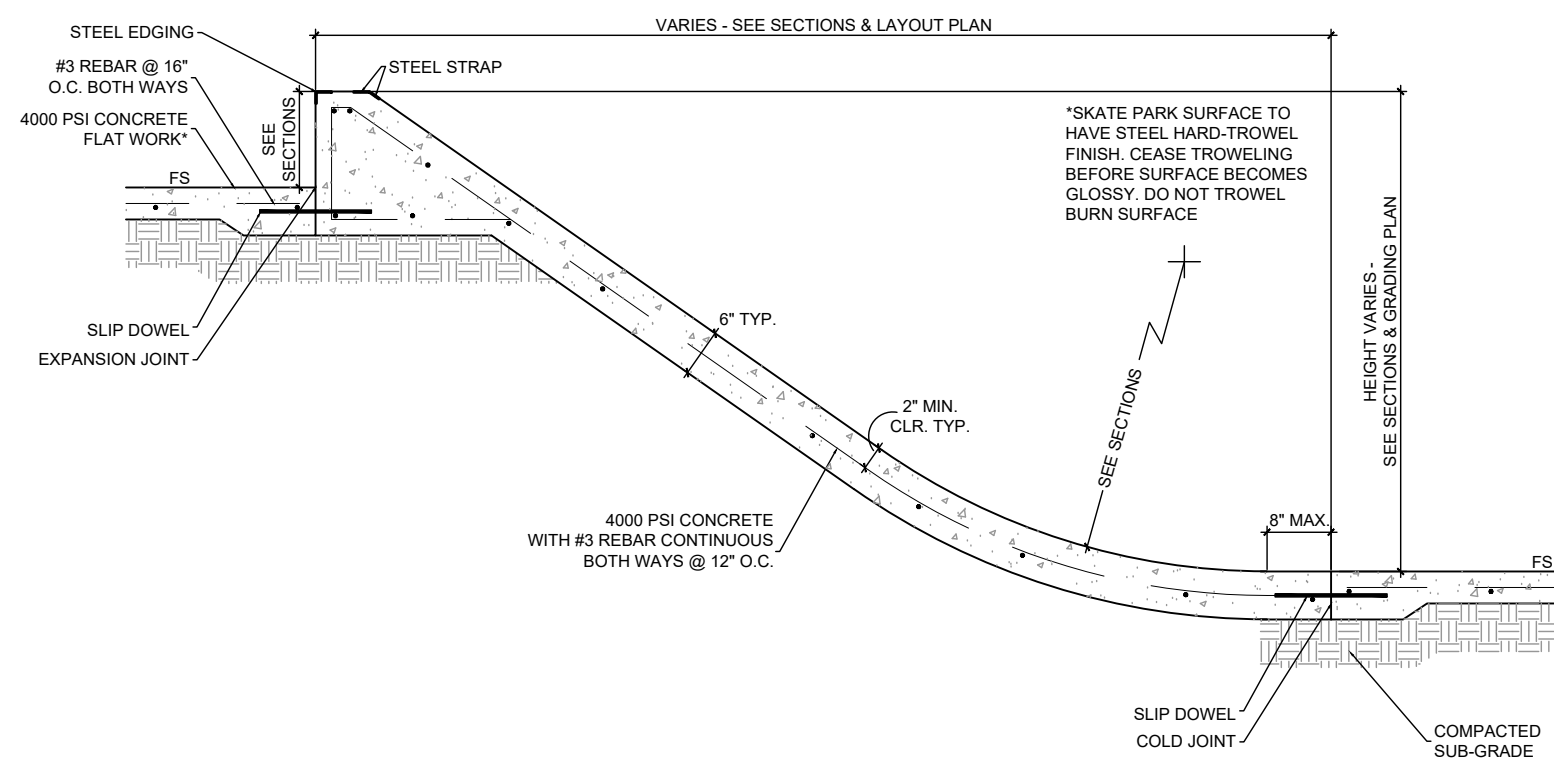 VARIES - SEE SECTIONS & LAYOUT PLAN
STEEL EDGING
#3 REBAR @ 16"
O.C. BOTH WAYS
4000 PSI CONCRETE
FLAT WORK*
STEEL STRAP
SEE
SECTIONS
FS
*SKATE PARK SURFACE TO
HAVE STEEL HARD-TROWEL
FINISH. CEASE TROWELING
BEFORE SURFACE BECOMES
GLOSSY. DO NOT TROWEL
BURN SURFACE
SLIP DOWEL
EXPANSION JOINT
6" TYP.
HEIGHT VARIES -
SEE SECTIONS & GRADING PLAN
2" MIN.
CLR. TYP.
SEE SECTIONS
4000 PSI CONCRETE
WITH #3 REBAR CONTINUOUS
BOTH WAYS @ 12" O.C.
8" MAX.
FS
SLIP DOWEL
COLD JOINT
COMPACTED
SUB-GRADE